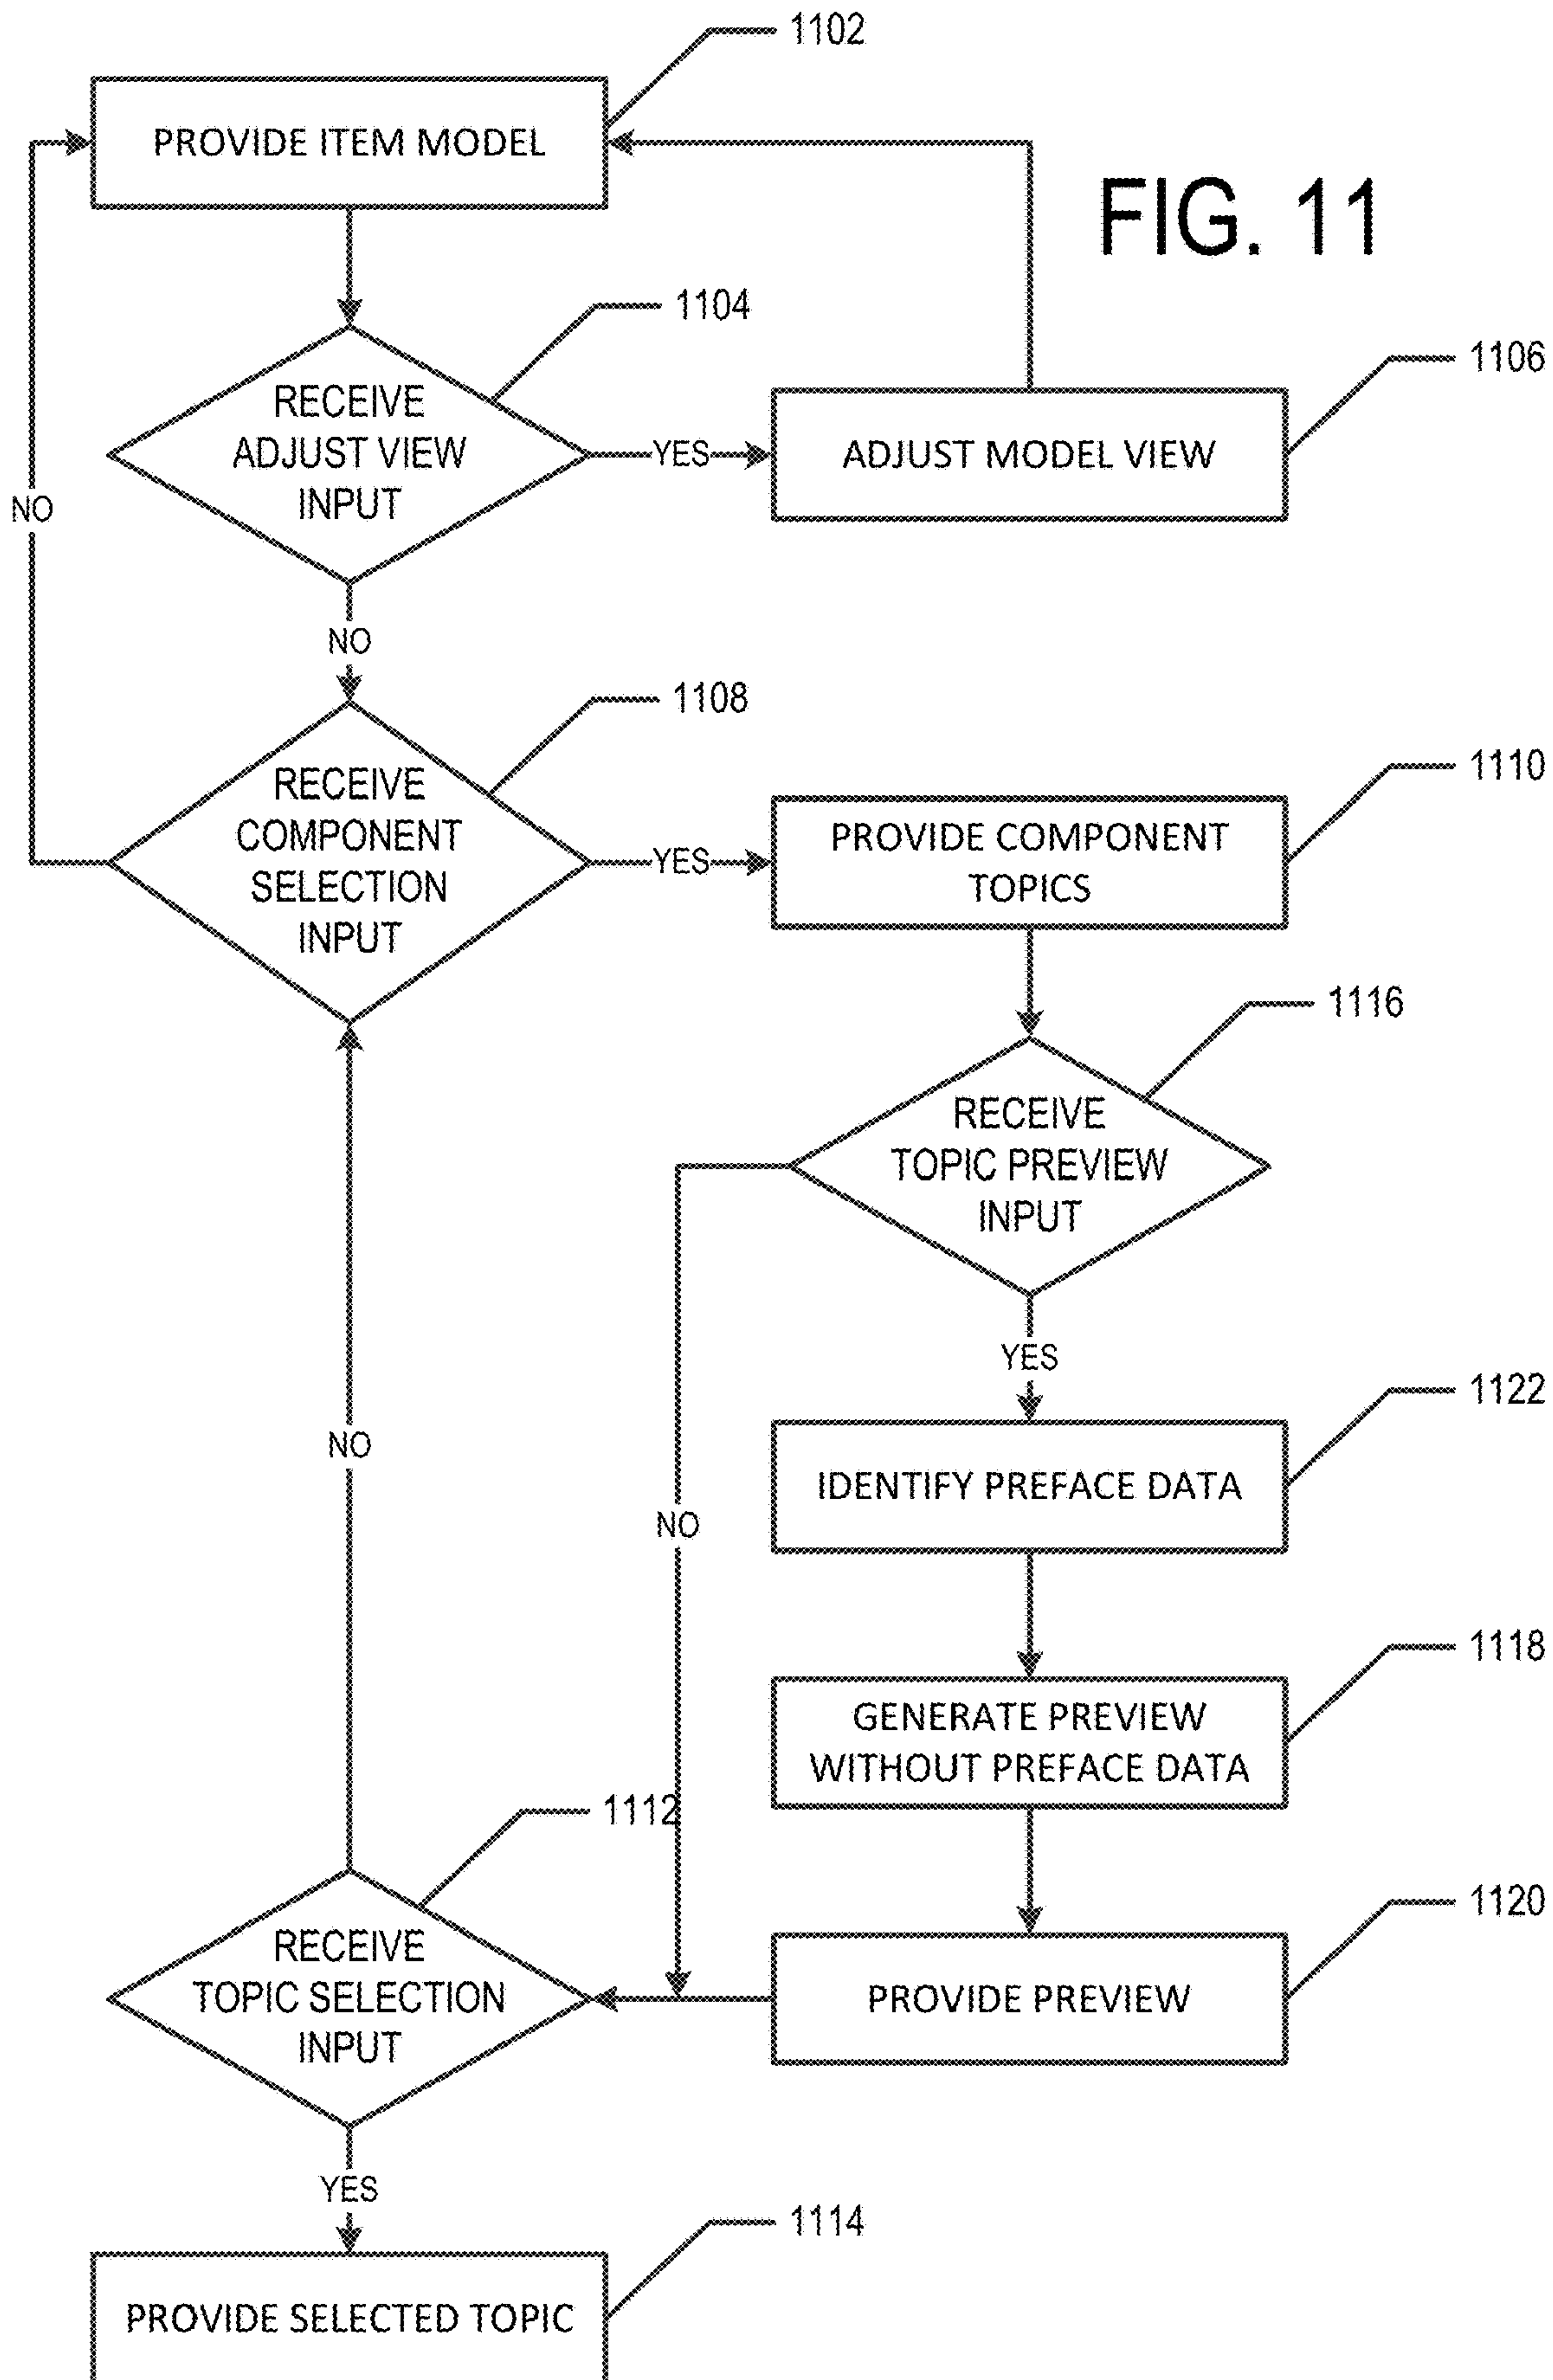 1102
PROVIDE ITEM MODEL
FIG. 11
1104
RECEIVE
ADJUST VIEW
INPUT
YES
1106
ADJUST MODEL VIEW
NO
NO
1108
RECEIVE
COMPONENT
SELECTION
INPUT
YES
1110
PROVIDE COMPONENT
TOPICS
1116
RECEIVE
TOPIC PREVIEW
INPUT
YES
1122
IDENTIFY PREFACE DATA
NO
NO
1118
GENERATE PREVIEW
WITHOUT PREFACE DATA
1112
RECEIVE
TOPIC SELECTION
INPUT
1120
PROVIDE PREVIEW
YES
1114
PROVIDE SELECTED TOPIC